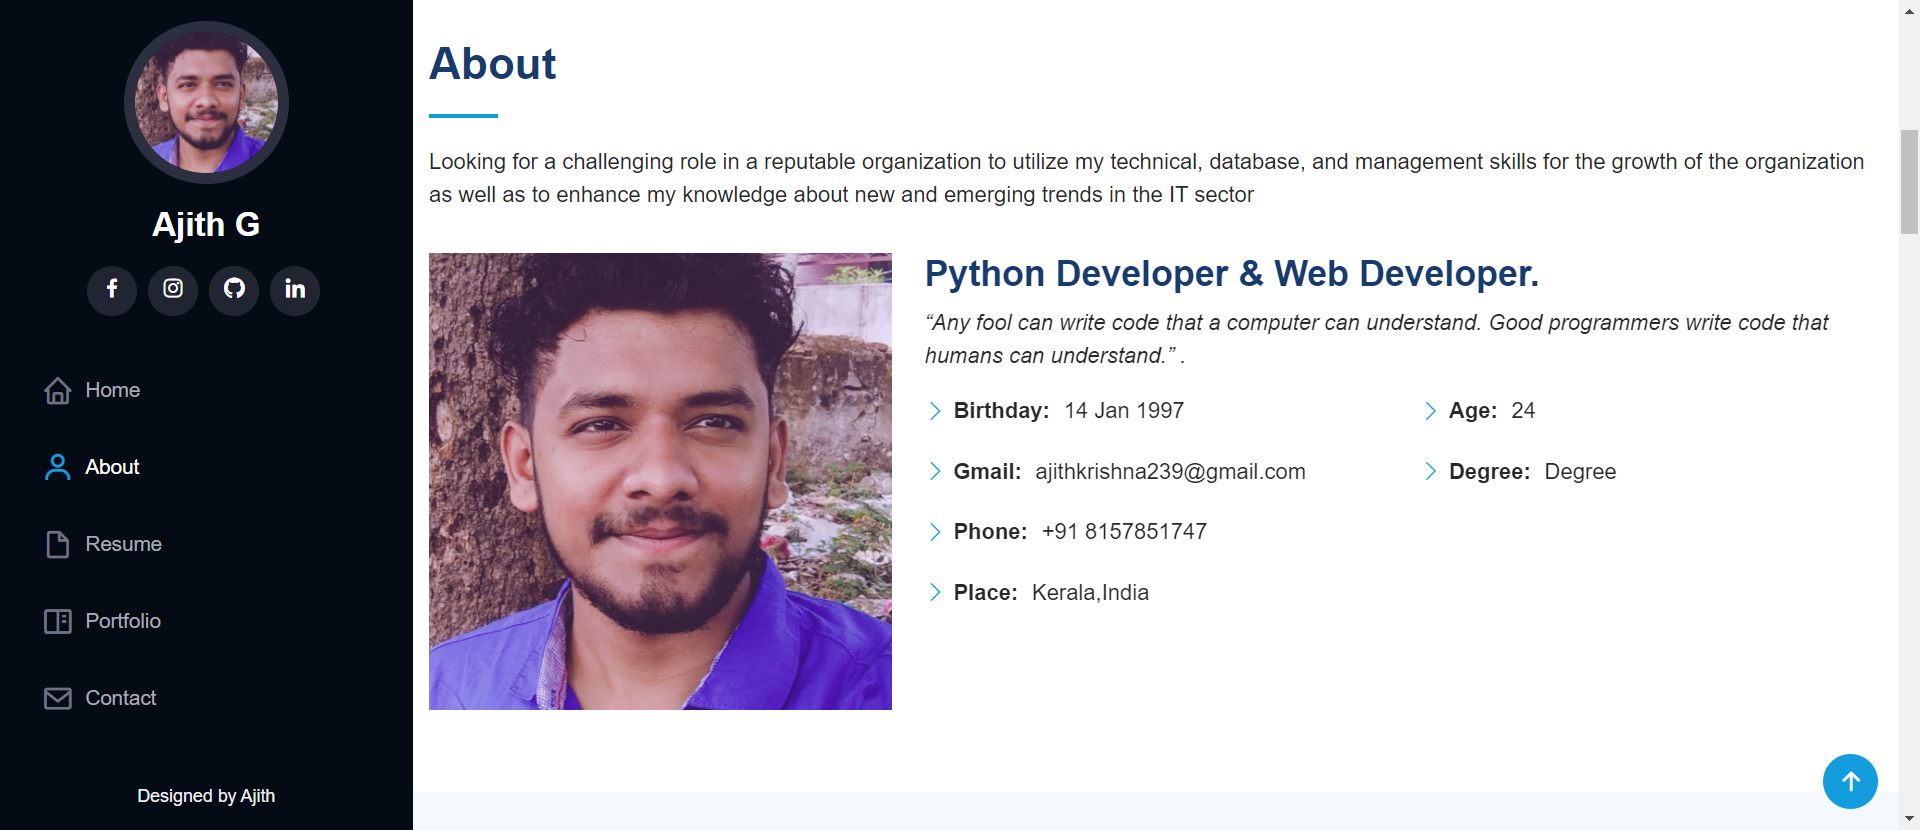 Ajith G
Home
About
Resume
Portfolio
Contact
Designed by Ajith
About
Looking for a challenging role in a reputable organization to utilize my technical, database, and management skills for the growth of the organization
as well as to enhance my knowledge about new and emerging trends in the IT sector
Python Developer & Web Developer.
“Any fool can write code that a computer can understand. Good programmers write code that
humans can understand.” .
Birthday: 14 Jan 1997
Age: 24
Gmail: ajithkrishna239@gmail.com
Degree: Degree
Phone: +91 8157851747
Place: Kerala,India